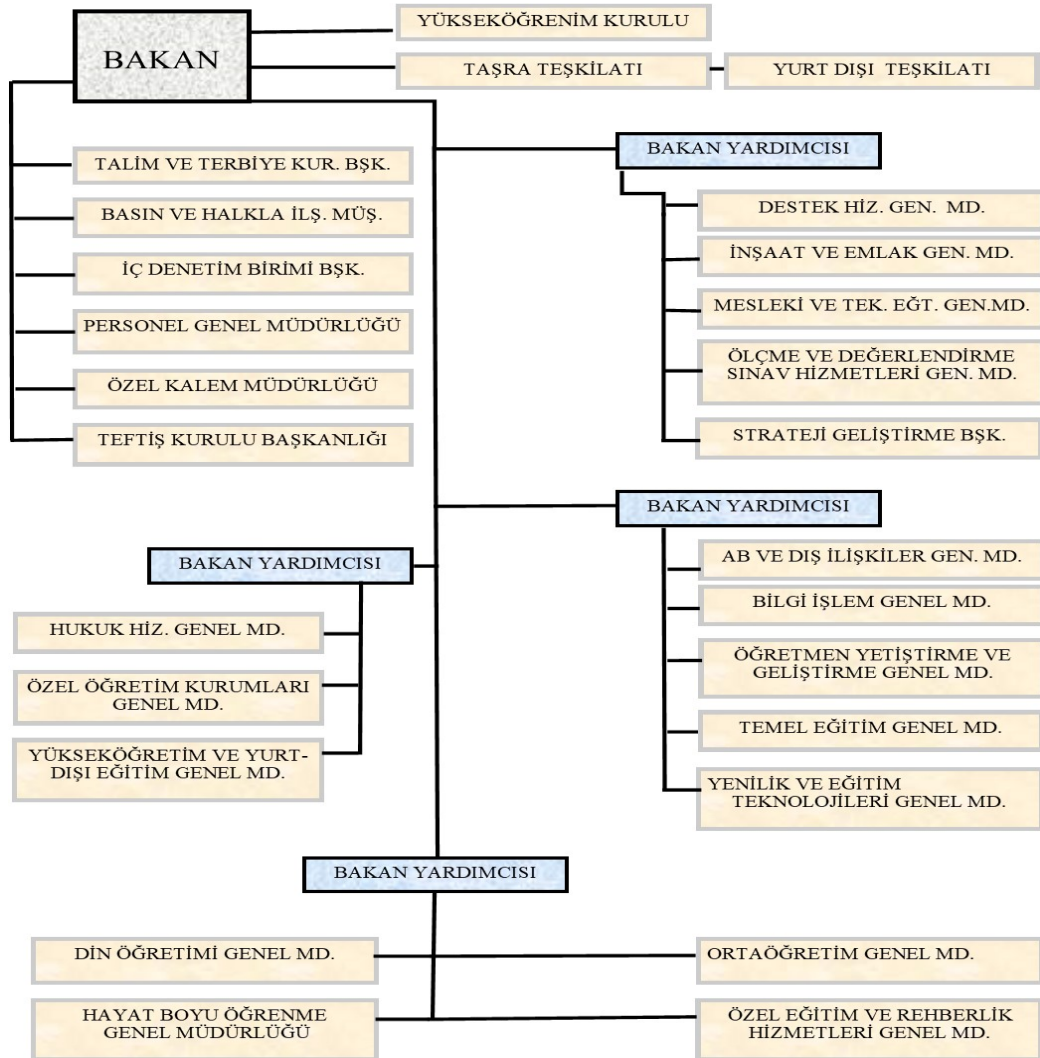 BAKAN
YÜKSEKÖĞRENİM KURULU
TAŞRA TEŞKİLATI
YURT DIŞI TEŞKİLATI
TALİM VE TERBİYE KUR. BŞK.
BASIN VE HALKLA İLŞ. MÜŞ.
İÇ DENETİM BİRİMİ BŞK.
PERSONEL GENEL MÜDÜRLÜĞÜ
ÖZEL KALEM MÜDÜRLÜĞÜ
TEFTİŞ KURULU BAŞKANLIĞI
BAKAN YARDIMCISI
DESTEK HİZ. GEN. MD.
İNŞAAT VE EMLAK GEN. MD.
MESLEKİ VE TEK. EĞT. GEN.MD.
ÖLÇME VE DEĞERLENDİRME
SINAV HİZMETLERİ GEN. MD.
STRATEJİ GELİŞTİRME BŞK.
BAKAN YARDIMCISI
AB VE DIŞ İLİŞKİLER GEN. MD.
BİLGİ İŞLEM GENEL MD.
ÖĞRETMEN YETİŞTİRME VE
GELİŞTİRME GENEL MD.
TEMEL EĞİTİM GENEL MD.
YENİLİK VE EĞİTİM
TEKNOLOJİLERİ GENEL MD.
BAKAN YARDIMCISI
HUKUK HİZ. GENEL MD.
ÖZEL ÖĞRETİM KURUMLARI
GENEL MD.
YÜKSEKÖĞRETİM VE YURT-
DIŞI EĞİTİM GENEL MD.
BAKAN YARDIMCISI
DİN ÖĞRETİMİ GENEL MD.
ORTAÖĞRETİM GENEL MD.
HAYAT BOYU ÖĞRENME
GENEL MÜDÜRLÜĞÜ
ÖZEL EĞİTİM VE REHBERLİK
HİZMETLERİ GENEL MD.